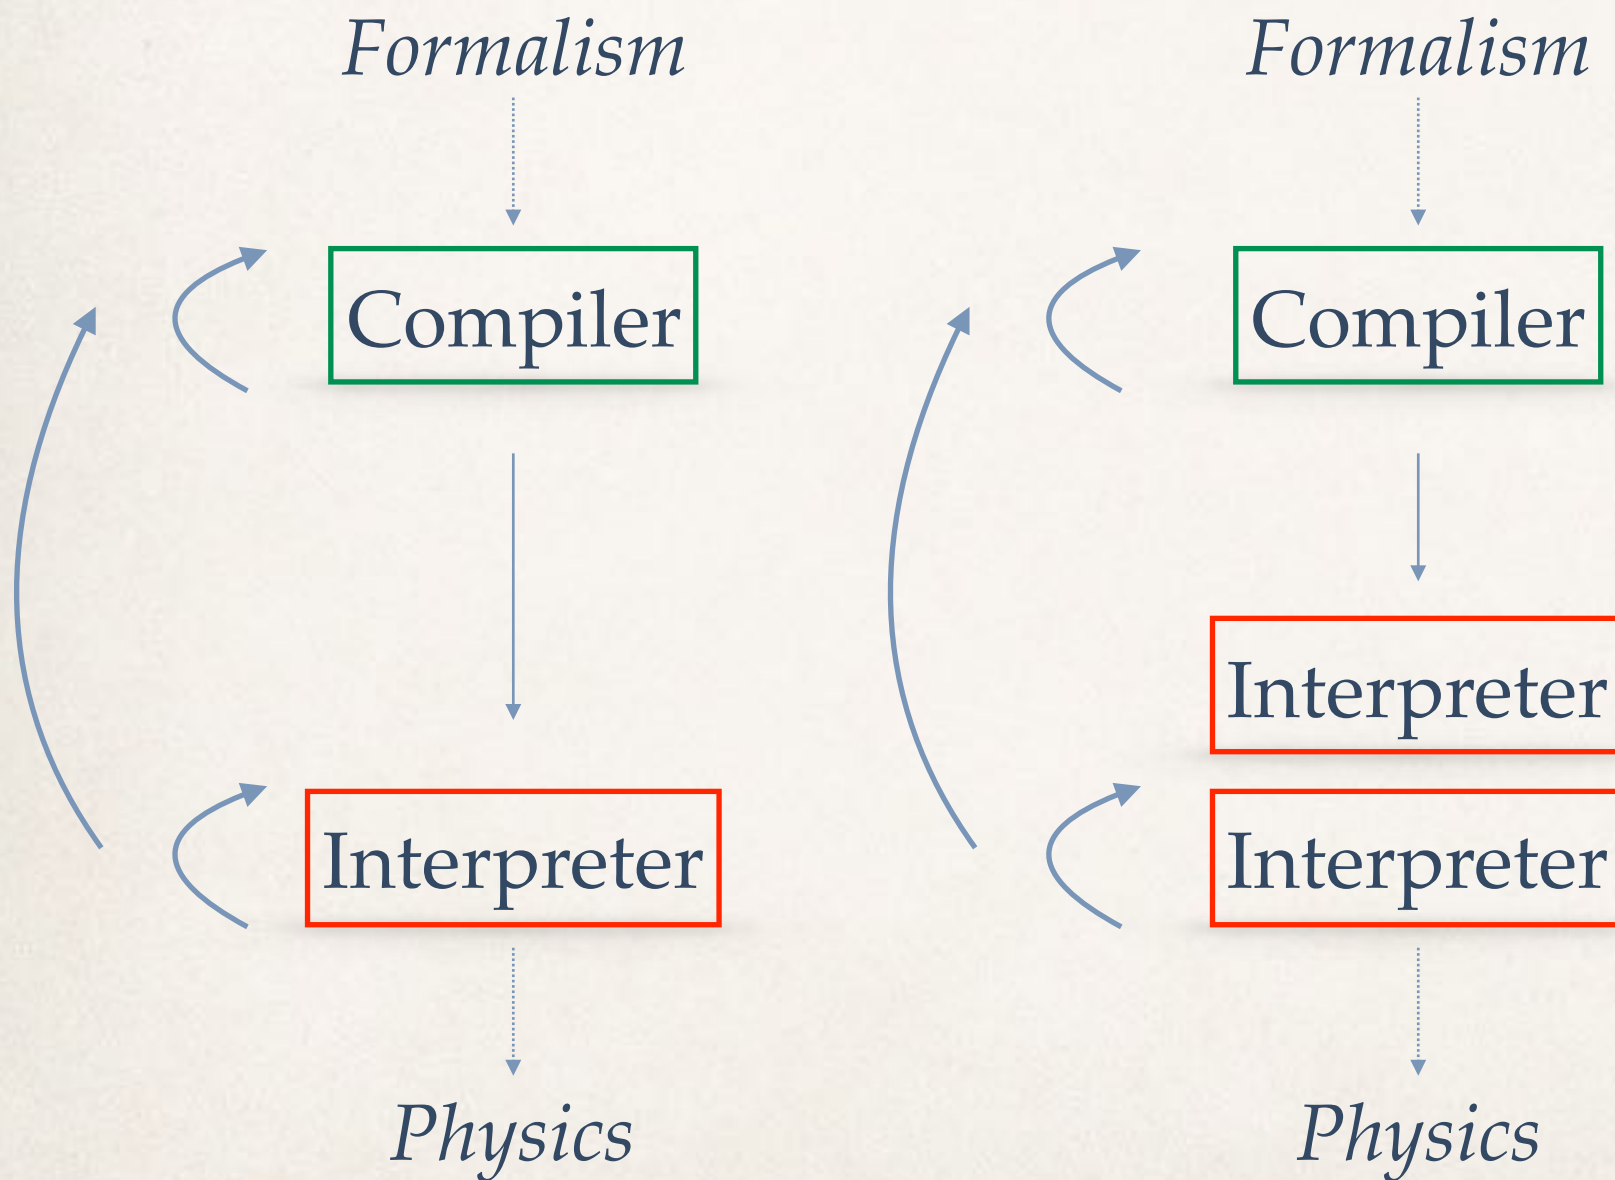 Formalism
Compiler
Interpreter
Physics
Formalism
Compiler
Interpreter
Interpreter
Physics